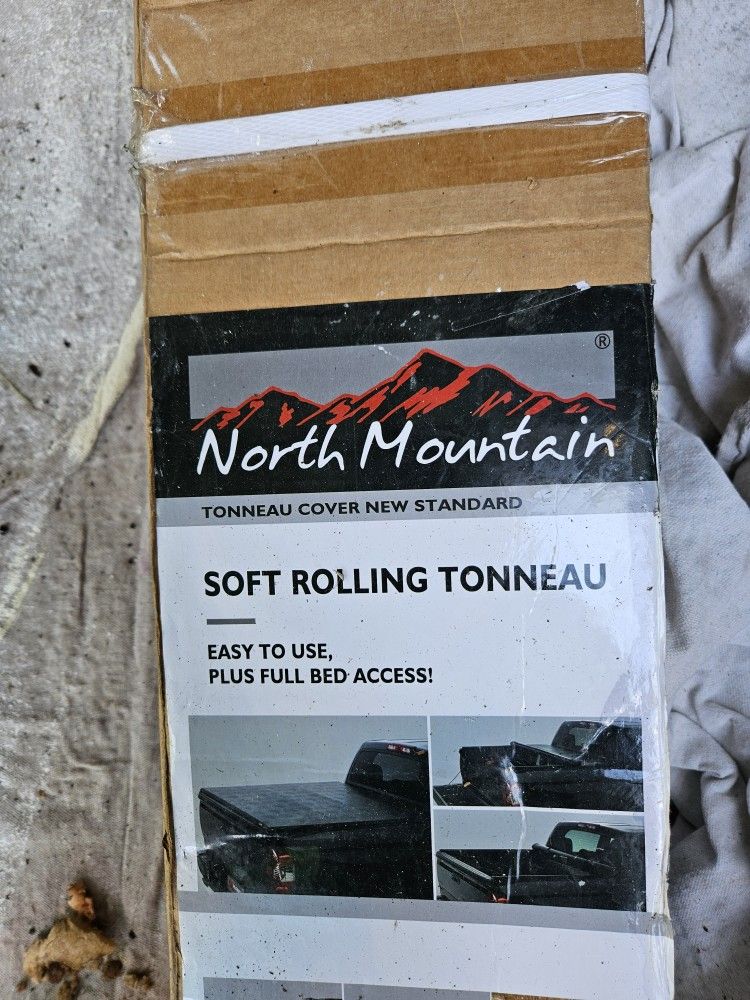 ®
North Mountain
TONNEAU COVER NEW STANDARD
SOFT ROLLING TONNEAU
EASY TO USE,
PLUS FULL BED ACCESS!